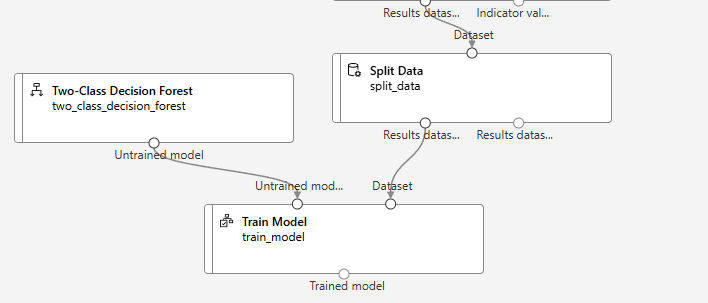 Results datas... Indicator val...
Dataset
Split Data
split_data
Two-Class Decision Forest
two_class_decision_forest
Results datas... Results datas...
Untrained model
Untrained mod... Dataset
Train Model
train_model
Trained model